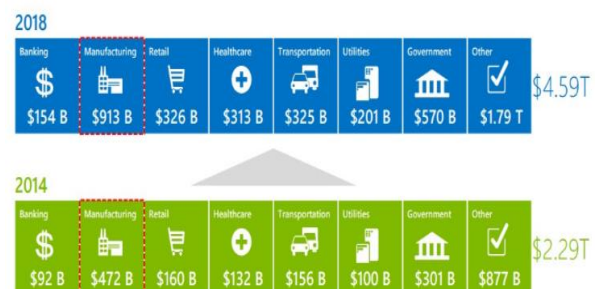 2018
Banking Manufacturing Retail Healthcare Transportation Utilities Government Other
$154 B $913 B $326 B $313 B $325 B $201 B $570 B $1.79 T
$4.59T
2014
Banking Manufacturing Retail Healthcare Transportation Utilities Government Other
$92 B $472 B $160 B $132 B $156 B $100 B $301 B $877 B
$2.29T